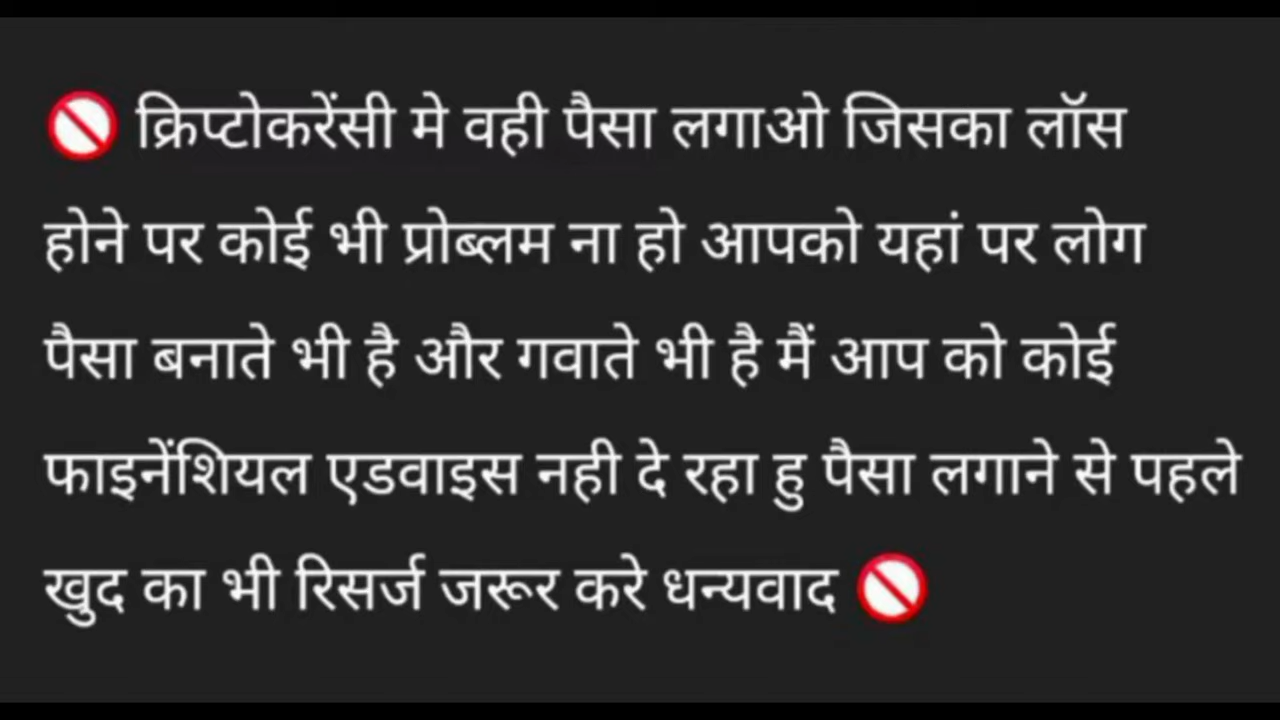 🚫 क्रिप्टोकरेंसी मे वही पैसा लगाओ जिसका लॉस
होने पर कोई भी प्रोब्लम ना हो आपको यहां पर लोग
पैसा बनाते भी है और गवाते भी है मैं आप को कोई
फाइनेंशियल एडवाइस नही दे रहा हु पैसा लगाने से पहले
खुद का भी रिसर्ज जरूर करे धन्यवाद 🚫